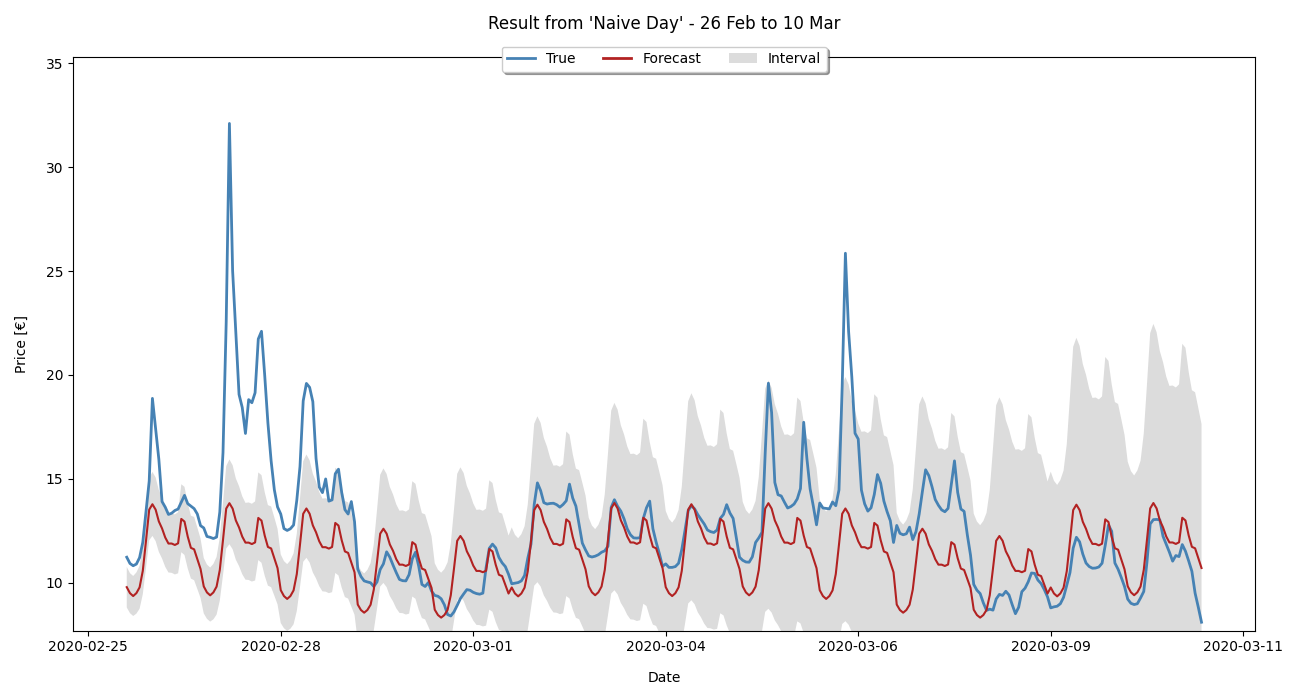 Result from 'Naive Day' - 26 Feb to 10 Mar
True Forecast Interval
35
30
25
20
15
10
Price [€]
2020-02-25 2020-02-28 2020-03-01 2020-03-04 2020-03-06 2020-03-09 2020-03-11
Date